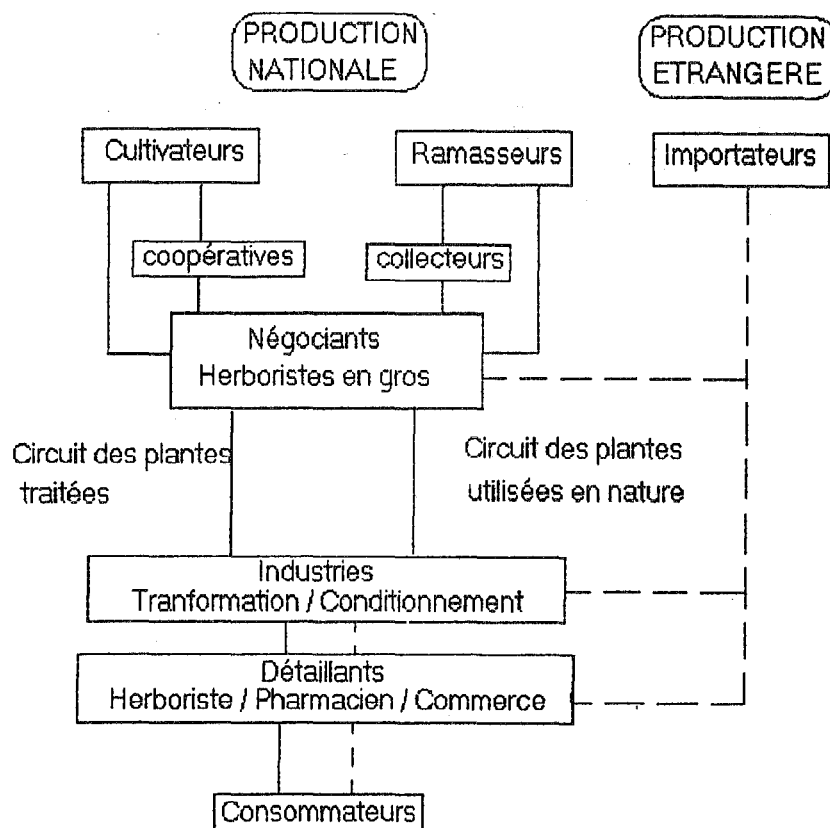 PRODUCTION
NATIONALE
PRODUCTION
ETRANGERE
Cultivateurs
Ramasseurs
Importateurs
coopératives
collecteurs
Négociants
Herboristes en gros
Circuit des plantes
traitées
Circuit des plantes
utilisées en nature
Industries
Tranformation / Conditionnement
Détaillants
Herboriste / Pharmacien / Commerce
Consommateurs